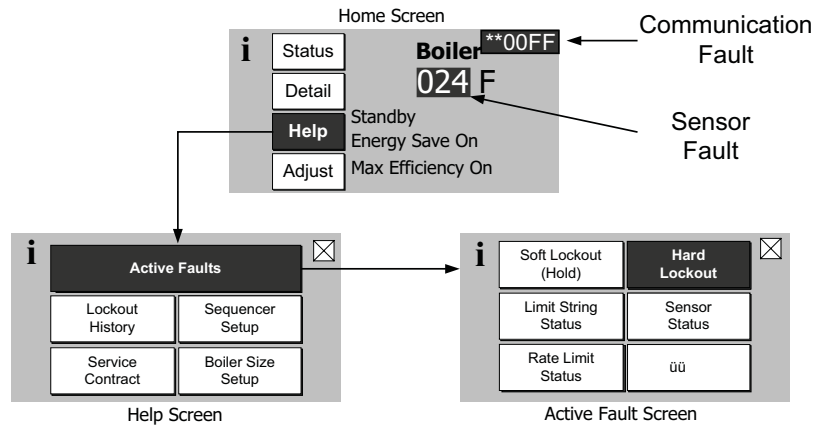 Home Screen
i
Status
Detail
Help
Adjust
Boiler
**00FF
024 F
Standby
Energy Save On
Max Efficiency On
Communication
Fault
Sensor
Fault
i
Active Faults
Lockout
History
Sequencer
Setup
Service
Contract
Boiler Size
Setup
Help Screen
i
Soft Lockout
(Hold)
Hard
Lockout
Limit String
Status
Sensor
Status
Rate Limit
Status
üü
Active Fault Screen